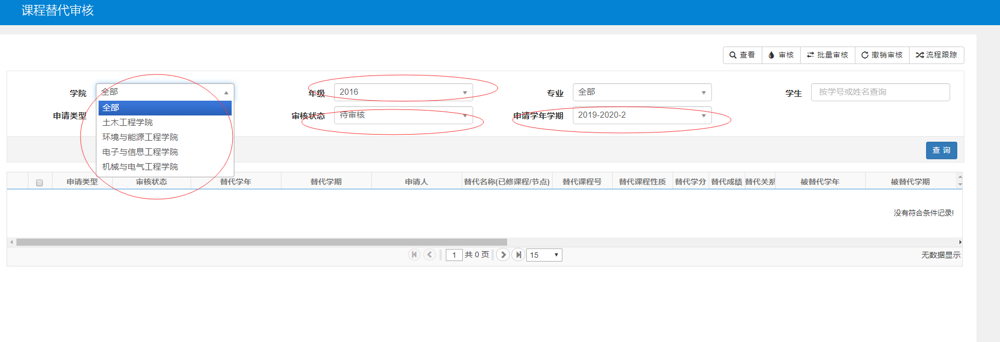 课程替代审核
查看 审核 批量审核 撤销审核 流程跟踪
学院 全部 年级 2016 专业 全部 学生 按学号或姓名查询
全部
申请类型 审核状态 待审核 申请学年学期 2019-2020-2
土木工程学院
环境与能源工程学院
电子与信息工程学院
查 询
机械与电气工程学院
申请类型 审核状态 替代学年 替代学期 申请人 替代名称(已修课程/节点) 替代课程号 替代课程性质 替代学分 替代成绩 替代关系 被替代学年 被替代学期
没有符合条件记录!
1 共 0 页 15 无数据显示